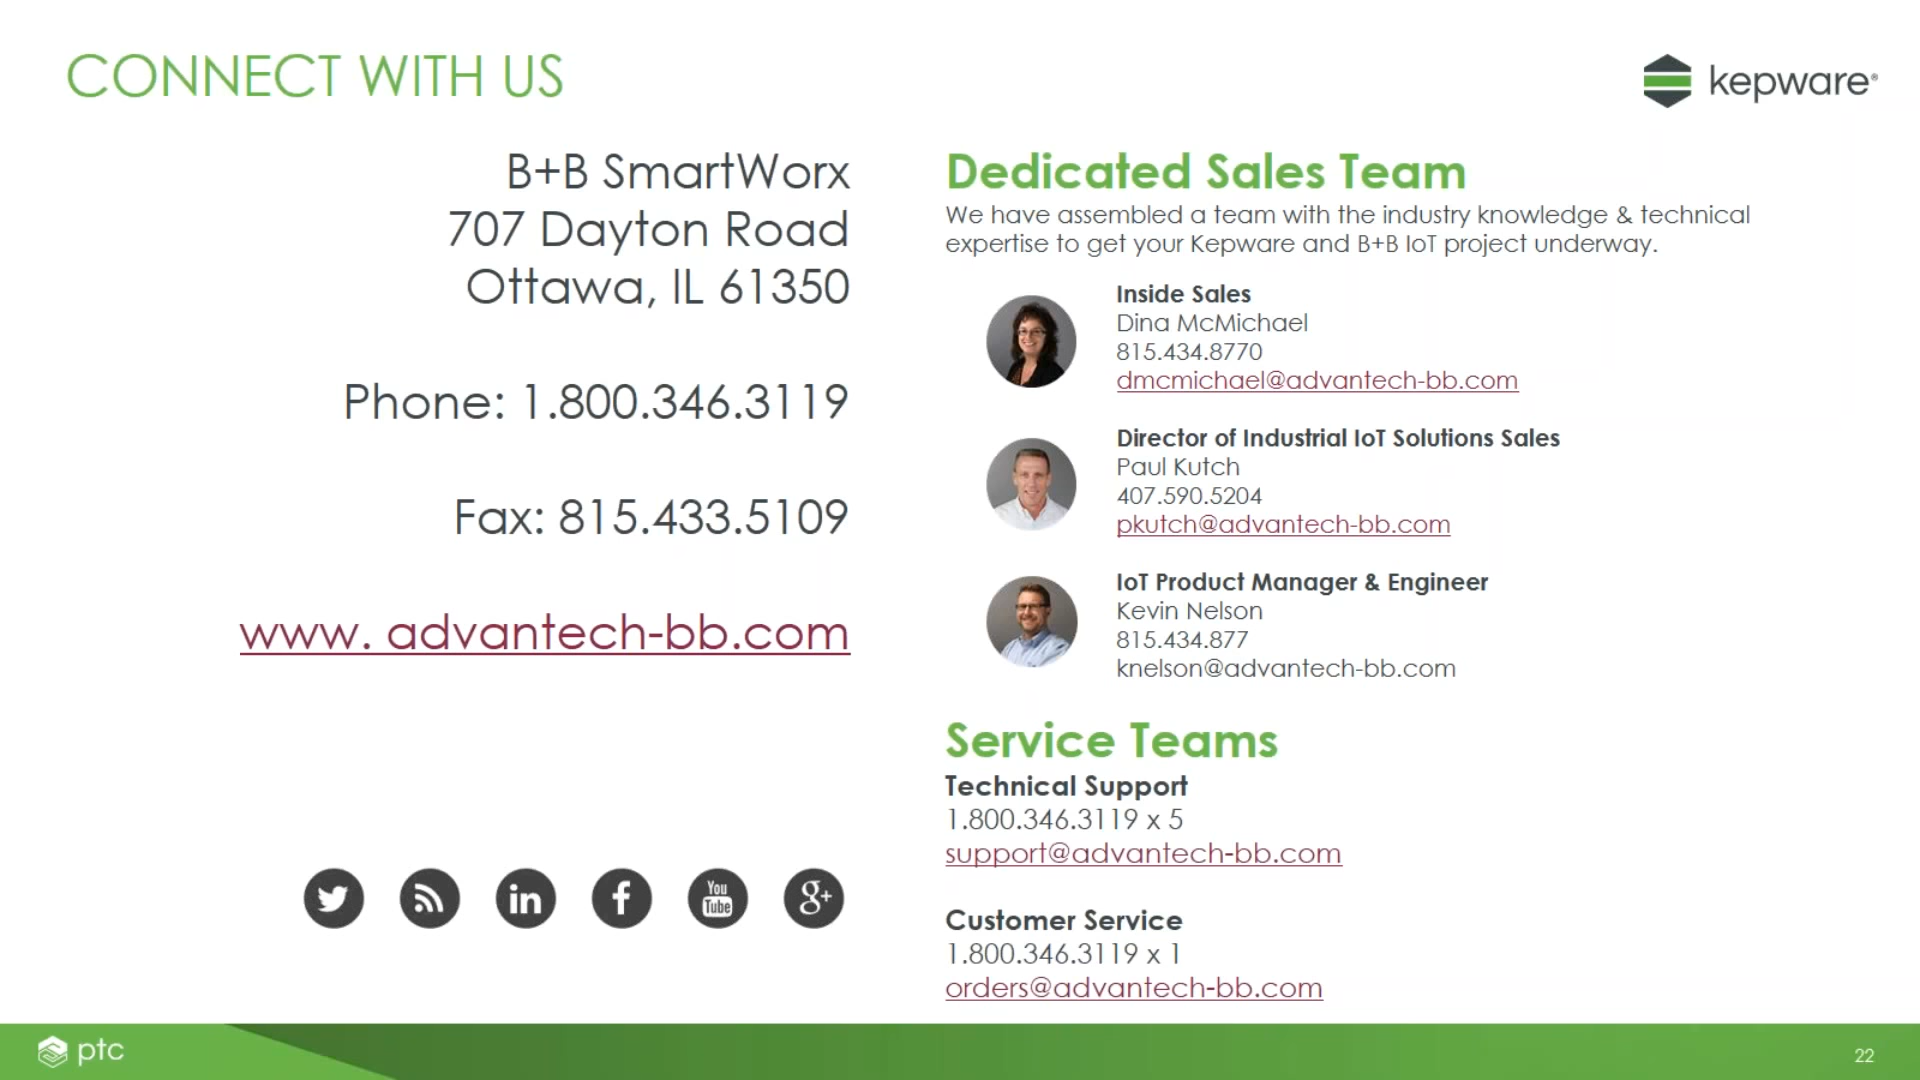 CONNECT WITH US
kepware®
B+B SmartWorx
707 Dayton Road
Ottawa, IL 61350
Phone: 1.800.346.3119
Fax: 815.433.5109
www. advantech-bb.com
Dedicated Sales Team
We have assembled a team with the industry knowledge & technical
expertise to get your Kepware and B+B IoT project underway.
Inside Sales
Dina McMichael
815.434.8770
dmcmichael@advantech-bb.com
Director of Industrial IoT Solutions Sales
Paul Kutch
407.590.5204
pkutch@advantech-bb.com
IoT Product Manager & Engineer
Kevin Nelson
815.434.877
knelson@advantech-bb.com
Service Teams
Technical Support
1.800.346.3119 x 5
support@advantech-bb.com
Customer Service
1.800.346.3119 x 1
orders@advantech-bb.com
in
f
You
Tube
g+
ptc
22